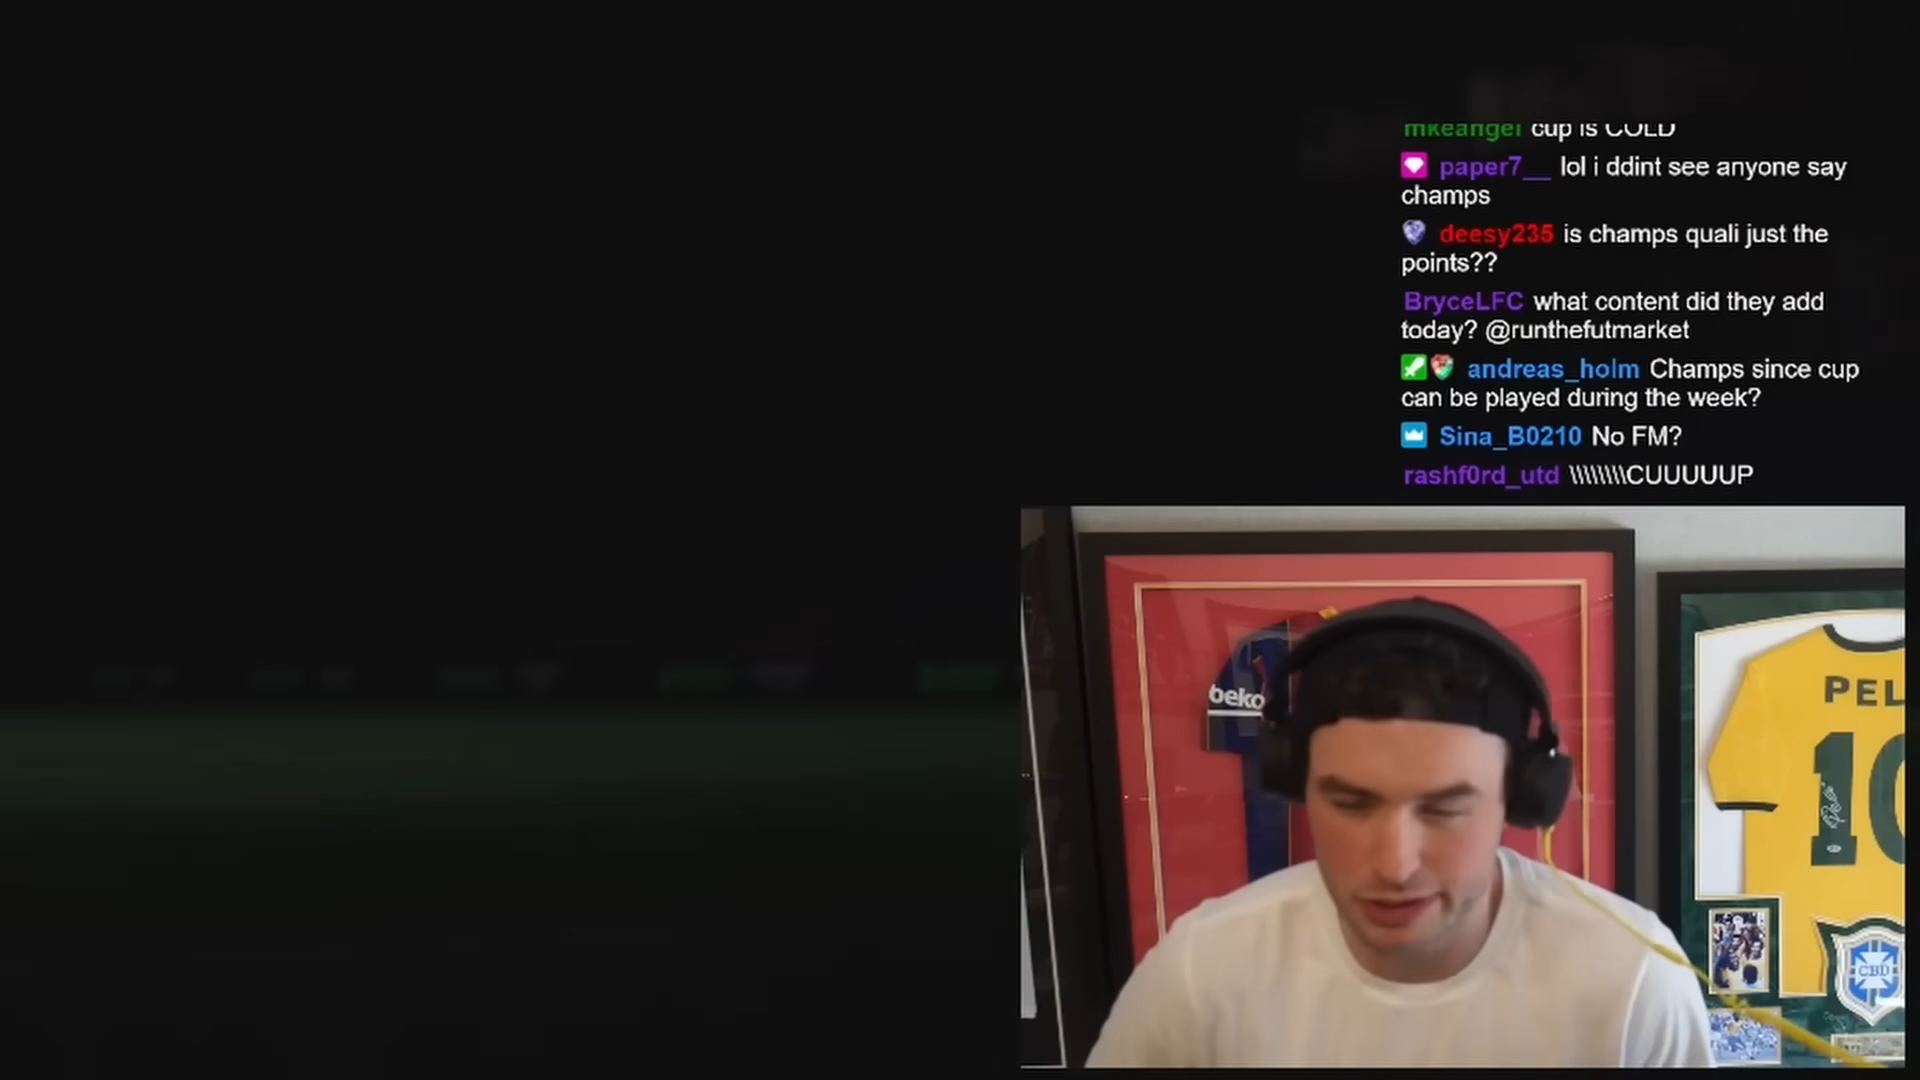 mkeangel cup is COLD
paper7__ lol i ddint see anyone say
champs
deesy235 is champs quali just the
points??
BryceLFC what content did they add
today? @runthefutmarket
andreas_holm Champs since cup
can be played during the week?
Sina_B0210 No FM?
rashf0rd_utd \\\\\\\\CUUUUUP
beko
PEL
10
CBD